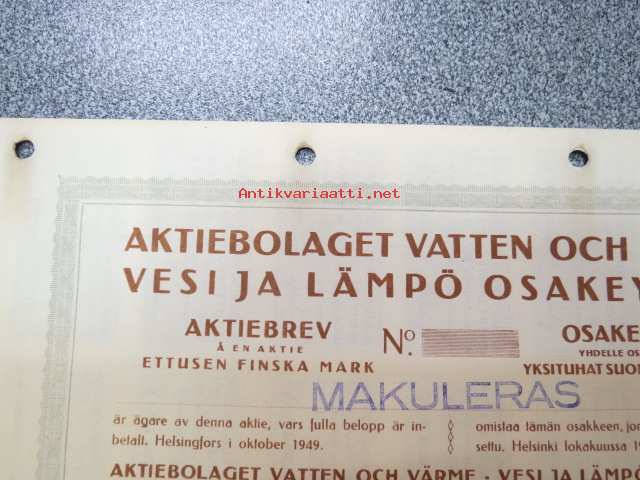 Antikvariaatti.net
AKTIEBOLAGET VATTEN OCH
VESI JA LÄMPÖ OSAKEY
AKTIEBREV
Å EN AKTIE
ETTUSEN FINSKA MARK
No.
OSAKE
YHDELLE OS
YKSITUHAT SUO
MAKULERAS
är ägare av denna aktie, vars fulla belopp är in-
betalt. Helsingfors i oktober 1949.
omistaa tämän osakkeen, jo
settu. Helsinki lokakuussa 19
AKTIEBOLAGET VATTEN OCH VÄRME · VESI JA LÄMPÖ